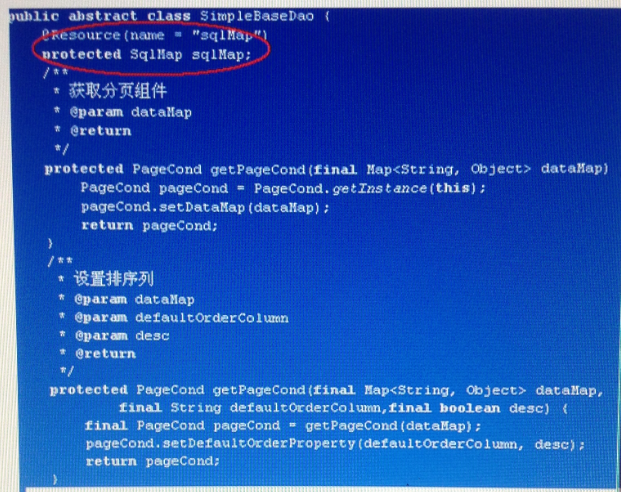 public abstract class SimpleBaseDao {
@Resource(name = "sqlMap")
protected SqlMap sqlMap;
/**
* 获取分页组件
* @param dataMap
* @return
*/
protected PageCond getPageCond(final Map<String, Object> dataMap)
PageCond pageCond = PageCond.getInstance(this);
pageCond.setDataMap(dataMap);
return pageCond;
}
/**
* 设置排序列
* @param dataMap
* @param defaultOrderColumn
* @param desc
* @return
*/
protected PageCond getPageCond(final Map<String, Object> dataMap,
final String defaultOrderColumn,final boolean desc) {
final PageCond pageCond = getPageCond(dataMap);
pageCond.setDefaultOrderProperty(defaultOrderColumn, desc);
return pageCond;
}